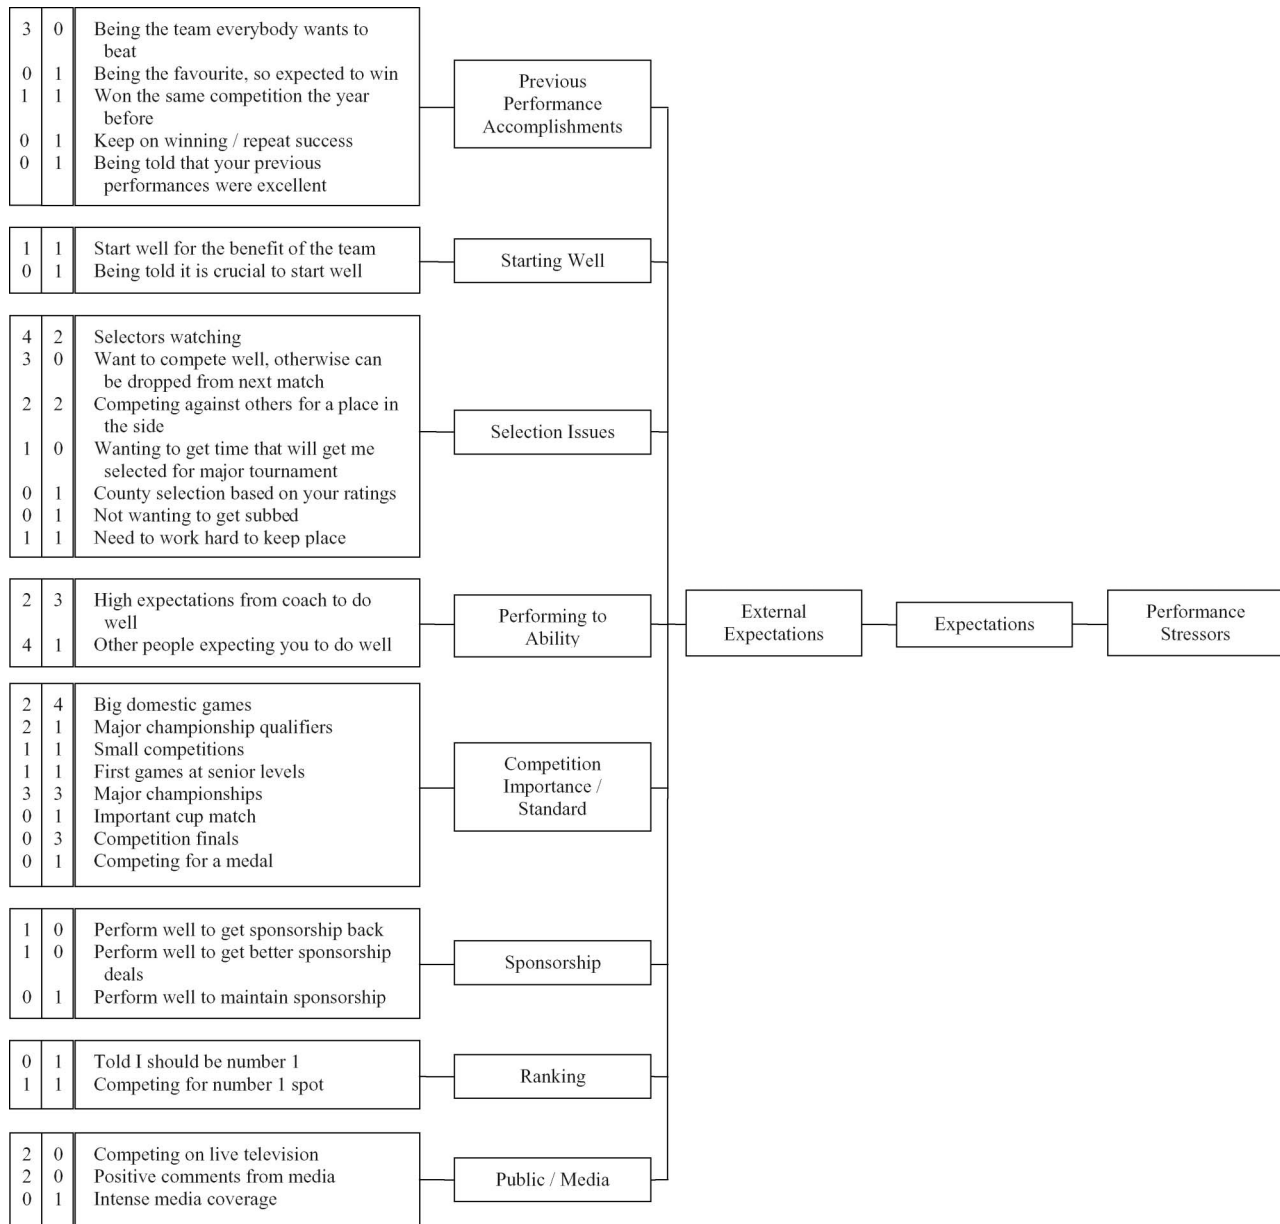 3 0 Being the team everybody wants to
beat
0 1 Being the favourite, so expected to win
1 1 Won the same competition the year
before
0 1 Keep on winning / repeat success
0 1 Being told that your previous
performances were excellent
Previous
Performance
Accomplishments
1 1 Start well for the benefit of the team
0 1 Being told it is crucial to start well
Starting Well
4 2 Selectors watching
3 0 Want to compete well, otherwise can
be dropped from next match
2 2 Competing against others for a place in
the side
1 0 Wanting to get time that will get me
selected for major tournament
0 1 County selection based on your ratings
0 1 Not wanting to get subbed
1 1 Need to work hard to keep place
Selection Issues
2 3 High expectations from coach to do
well
4 1 Other people expecting you to do well
Performing to
Ability
External
Expectations
Expectations
Performance
Stressors
2 4 Big domestic games
2 1 Major championship qualifiers
1 1 Small competitions
1 1 First games at senior levels
3 3 Major championships
0 1 Important cup match
0 3 Competition finals
0 1 Competing for a medal
Competition
Importance /
Standard
1 0 Perform well to get sponsorship back
1 0 Perform well to get better sponsorship
deals
0 1 Perform well to maintain sponsorship
Sponsorship
0 1 Told I should be number 1
1 1 Competing for number 1 spot
Ranking
2 0 Competing on live television
2 0 Positive comments from media
0 1 Intense media coverage
Public / Media